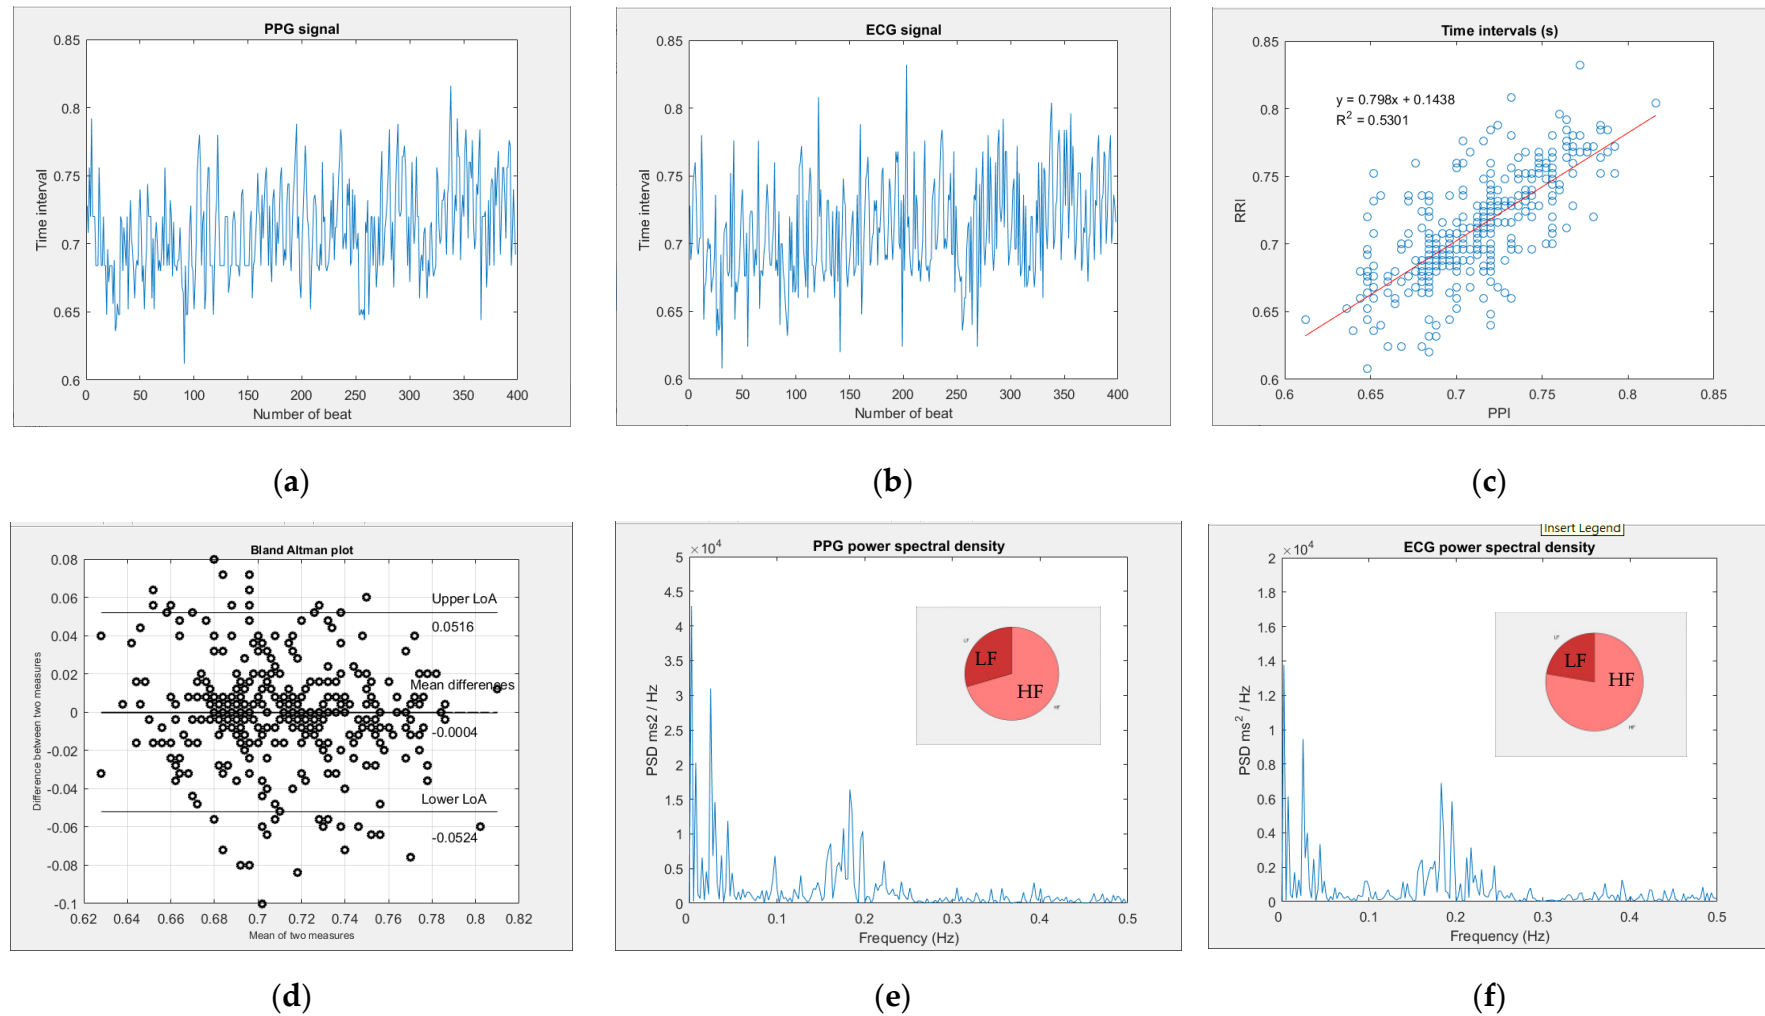 PPG signal
0.85
0.8
0.75
0.7
0.65
0.6
Time interval
0 50 100 150 200 250 300 350 400
Number of beat
(a)
ECG signal
0.85
0.8
0.75
0.7
0.65
0.6
Time interval
0 50 100 150 200 250 300 350 400
Number of beat
(b)
Time intervals (s)
0.85
0.8
0.75
0.7
0.65
0.6
RRI
y = 0.798x + 0.1438
R² = 0.5301
0.6 0.65 0.7 0.75 0.8 0.85
PPI
(c)
Bland Altman plot
0.08
0.06
0.04
0.02
0
-0.02
-0.04
-0.06
-0.08
-0.1
Difference between two measures
Upper LoA
0.0516
Mean differences
-0.0004
Lower LoA
-0.0524
0.62 0.64 0.66 0.68 0.7 0.72 0.74 0.76 0.78 0.8 0.82
Mean of two measures
(d)
PPG power spectral density
×10⁴
5
4.5
4
3.5
3
2.5
2
1.5
1
0.5
0
PSD ms2 / Hz
LF
LF
HF
HF
0 0.1 0.2 0.3 0.4 0.5
Frequency (Hz)
(e)
Insert Legend
ECG power spectral density
×10⁴
2
1.8
1.6
1.4
1.2
1
0.8
0.6
0.4
0.2
0
PSD ms² / Hz
LF
LF
HF
HF
0 0.1 0.2 0.3 0.4 0.5
Frequency (Hz)
(f)